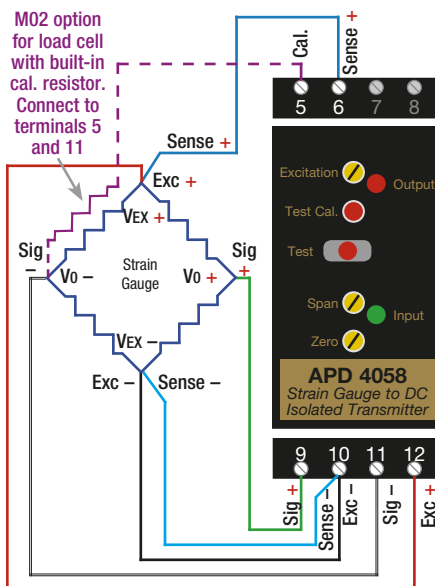 M02 option
for load cell
with built-in
cal. resistor.
Connect to
terminals 5
and 11
Cal.
Sense +
5 6 7 8
Sense +
Exc +
VEX +
Sig
–
VO –
Strain
Gauge
VO +
Sig
+
VEX –
Exc –
Sense –
Excitation
Output
Test Cal.
Test
Span
Input
Zero
APD 4058
Strain Gauge to DC
Isolated Transmitter
9 10 11 12
Sig +
Sense –
Exc –
Sig –
Exc +